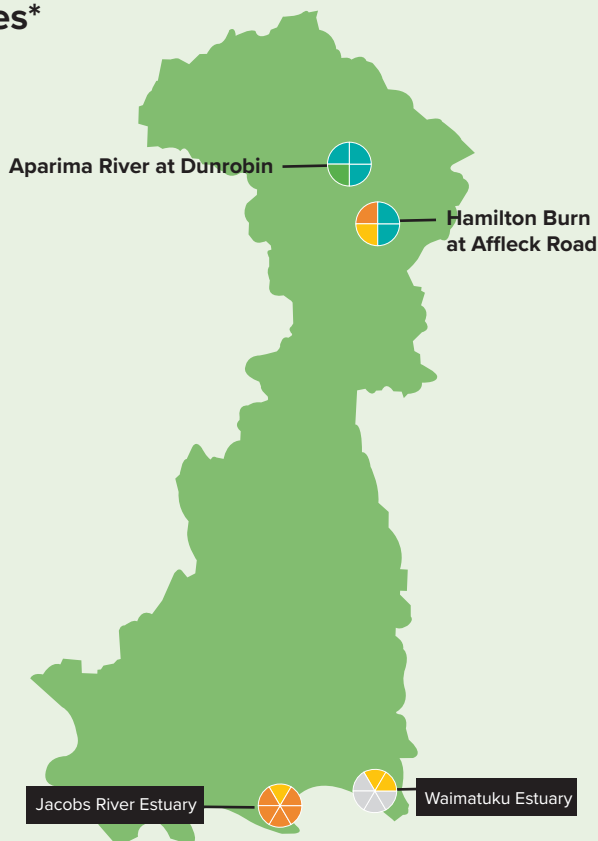 es*
Aparima River at Dunrobin
Hamilton Burn
at Affleck Road
Jacobs River Estuary
Waimatuku Estuary